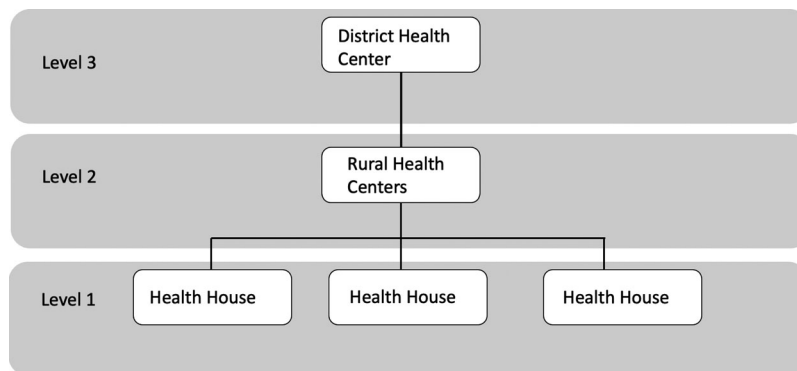 Level 3
District Health
Center
Level 2
Rural Health
Centers
Level 1
Health House
Health House
Health House